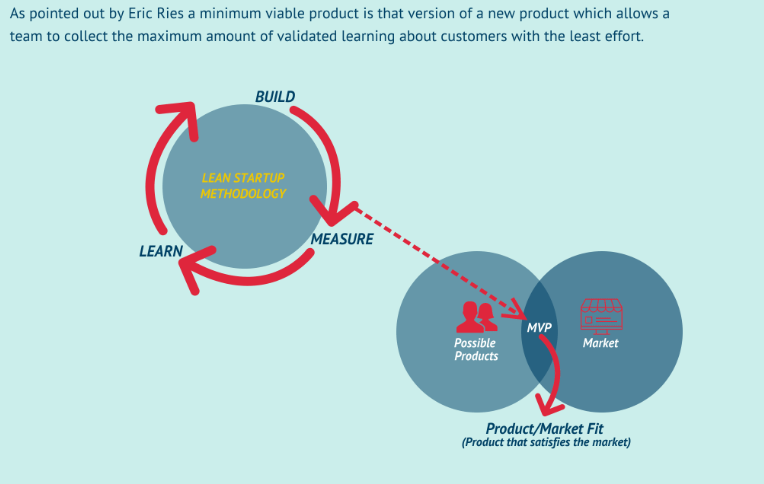 As pointed out by Eric Ries a minimum viable product is that version of a new product which allows a
team to collect the maximum amount of validated learning about customers with the least effort.
BUILD
LEAN STARTUP
METHODOLOGY
MEASURE
LEARN
MVP
Possible
Products
Market
Product/Market Fit
(Product that satisfies the market)